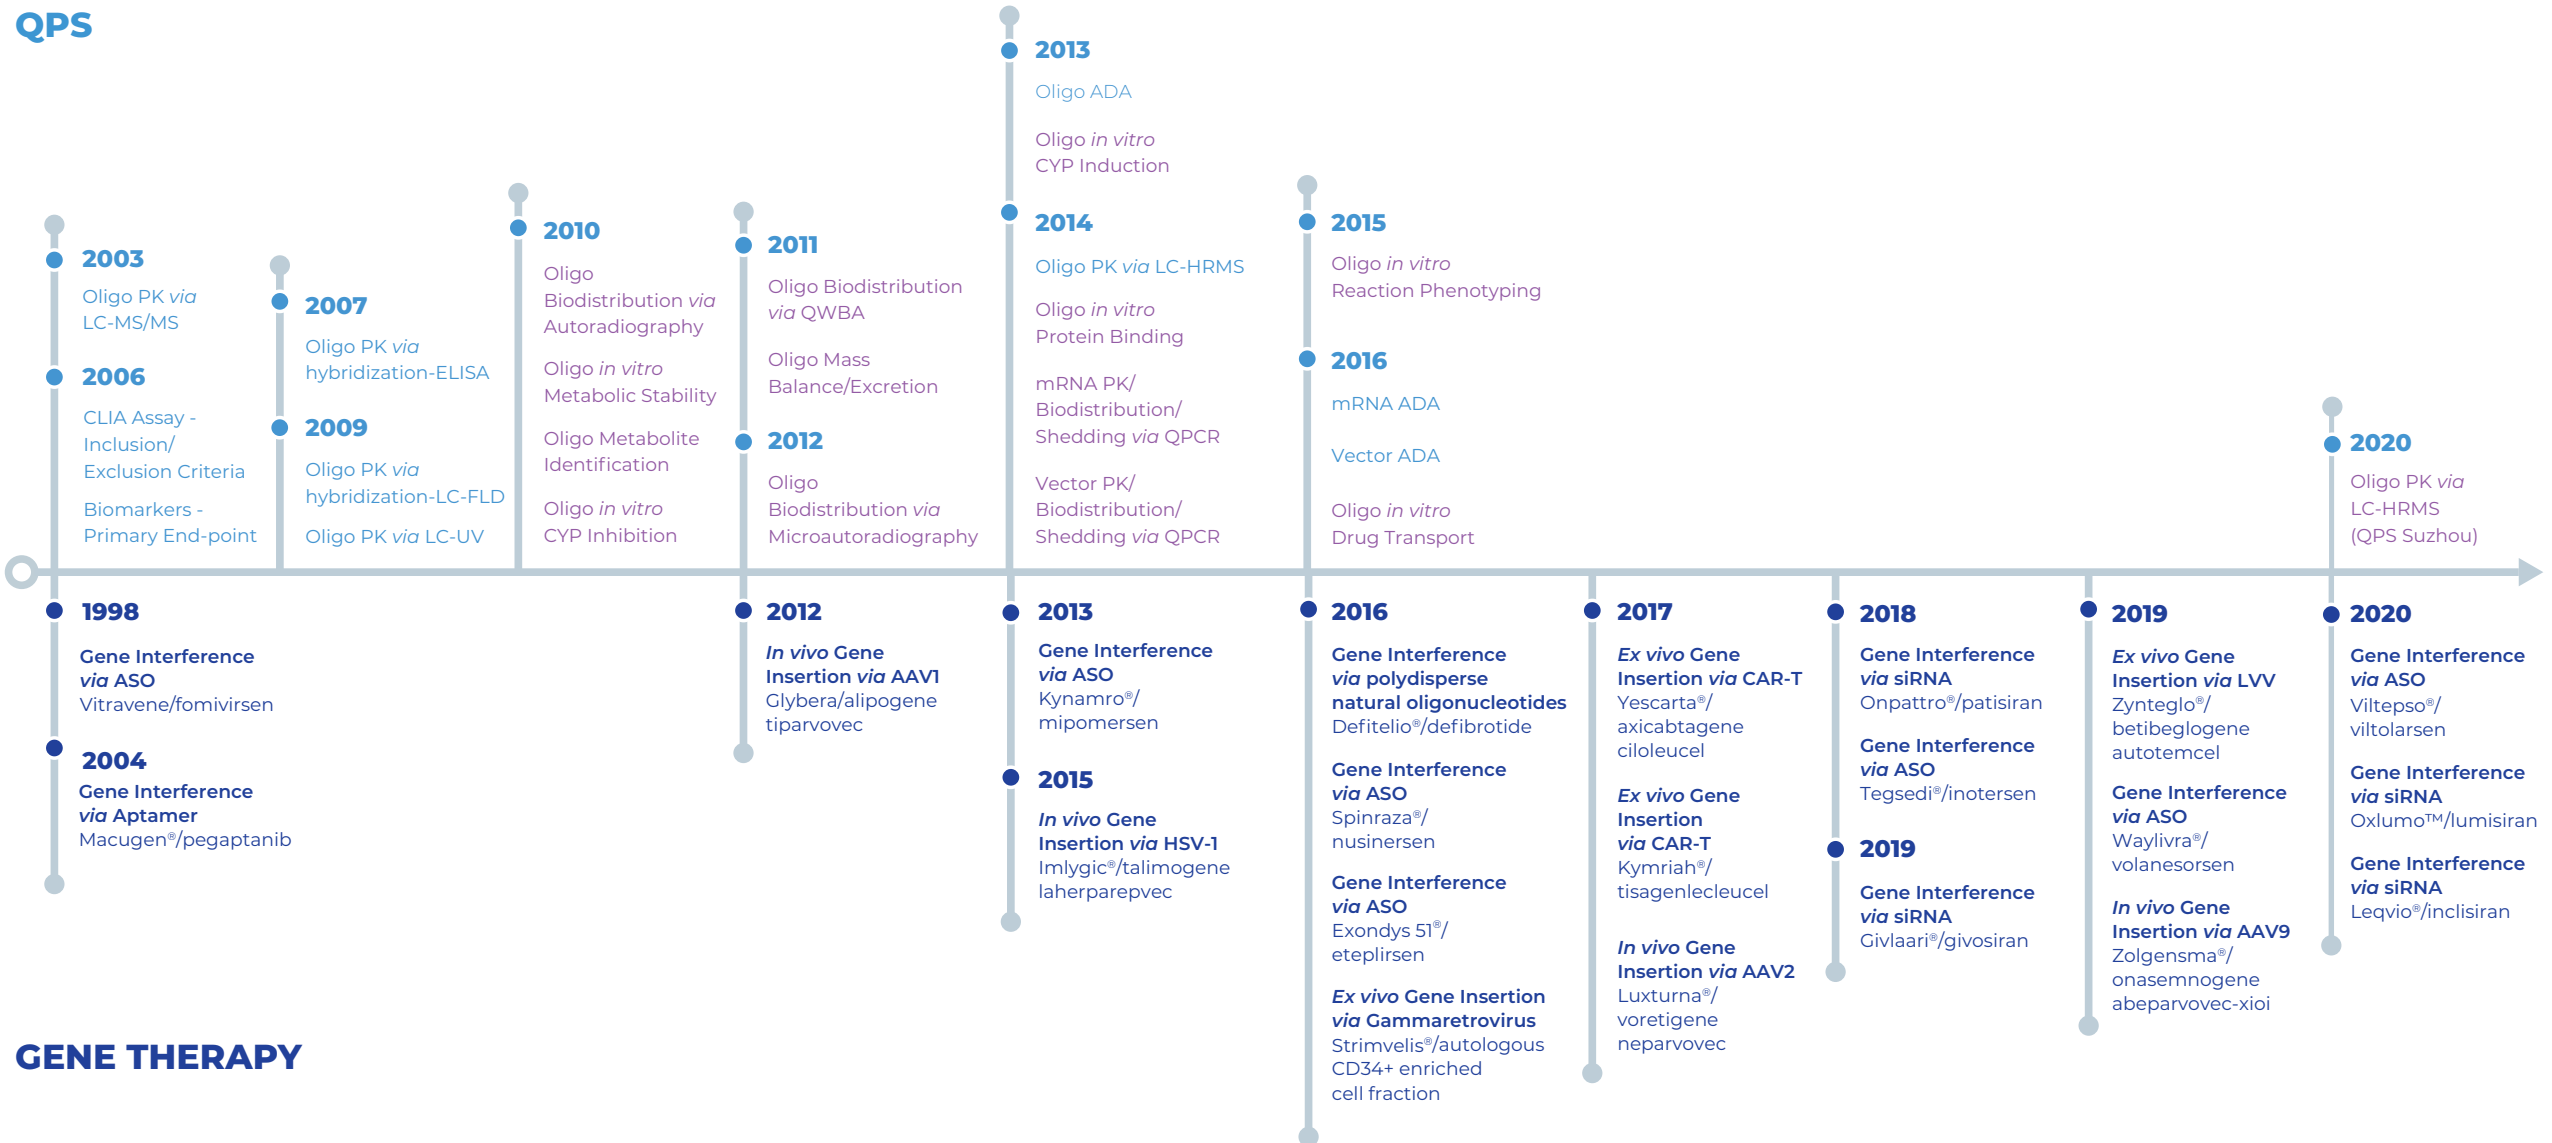 QPS
2003
Oligo PK via
LC-MS/MS
2006
CLIA Assay -
Inclusion/
Exclusion Criteria
Biomarkers -
Primary End-point
2007
Oligo PK via
hybridization-ELISA
2009
Oligo PK via
hybridization-LC-FLD
Oligo PK via LC-UV
2010
Oligo
Biodistribution via
Autoradiography
Oligo in vitro
Metabolic Stability
Oligo Metabolite
Identification
Oligo in vitro
CYP Inhibition
2011
Oligo Biodistribution
via QWBA
Oligo Mass
Balance/Excretion
2012
Oligo
Biodistribution via
Microautoradiography
2013
Oligo ADA
Oligo in vitro
CYP Induction
2014
Oligo PK via LC-HRMS
Oligo in vitro
Protein Binding
mRNA PK/
Biodistribution/
Shedding via QPCR
Vector PK/
Biodistribution/
Shedding via QPCR
2015
Oligo in vitro
Reaction Phenotyping
2016
mRNA ADA
Vector ADA
Oligo in vitro
Drug Transport
2020
Oligo PK via
LC-HRMS
(QPS Suzhou)
1998
Gene Interference
via ASO
Vitravene/fomivirsen
2004
Gene Interference
via Aptamer
Macugen®/pegaptanib
2012
In vivo Gene
Insertion via AAV1
Glybera/alipogene
tiparvovec
2013
Gene Interference
via ASO
Kynamro®/
mipomersen
2015
In vivo Gene
Insertion via HSV-1
Imlygic®/talimogene
laherparepvec
2016
Gene Interference
via polydisperse
natural oligonucleotides
Defitelio®/defibrotide
Gene Interference
via ASO
Spinraza®/
nusinersen
Gene Interference
via ASO
Exondys 51®/
eteplirsen
Ex vivo Gene Insertion
via Gammaretrovirus
Strimvelis®/autologous
CD34+ enriched
cell fraction
2017
Ex vivo Gene
Insertion via CAR-T
Yescarta®/
axicabtagene
ciloleucel
Ex vivo Gene
Insertion
via CAR-T
Kymriah®/
tisagenlecleucel
In vivo Gene
Insertion via AAV2
Luxturna®/
voretigene
neparvovec
2018
Gene Interference
via siRNA
Onpattro®/patisiran
Gene Interference
via ASO
Tegsedi®/inotersen
2019
Gene Interference
via siRNA
Givlaari®/givosiran
2019
Ex vivo Gene
Insertion via LVV
Zynteglo®/
betibeglogene
autotemcel
Gene Interference
via ASO
Waylivra®/
volanesorsen
In vivo Gene
Insertion via AAV9
Zolgensma®/
onasemnogene
abeparvovec-xioi
2020
Gene Interference
via ASO
Viltepso®/
viltolarsen
Gene Interference
via siRNA
Oxlumo™/lumisiran
Gene Interference
via siRNA
Leqvio®/inclisiran
GENE THERAPY